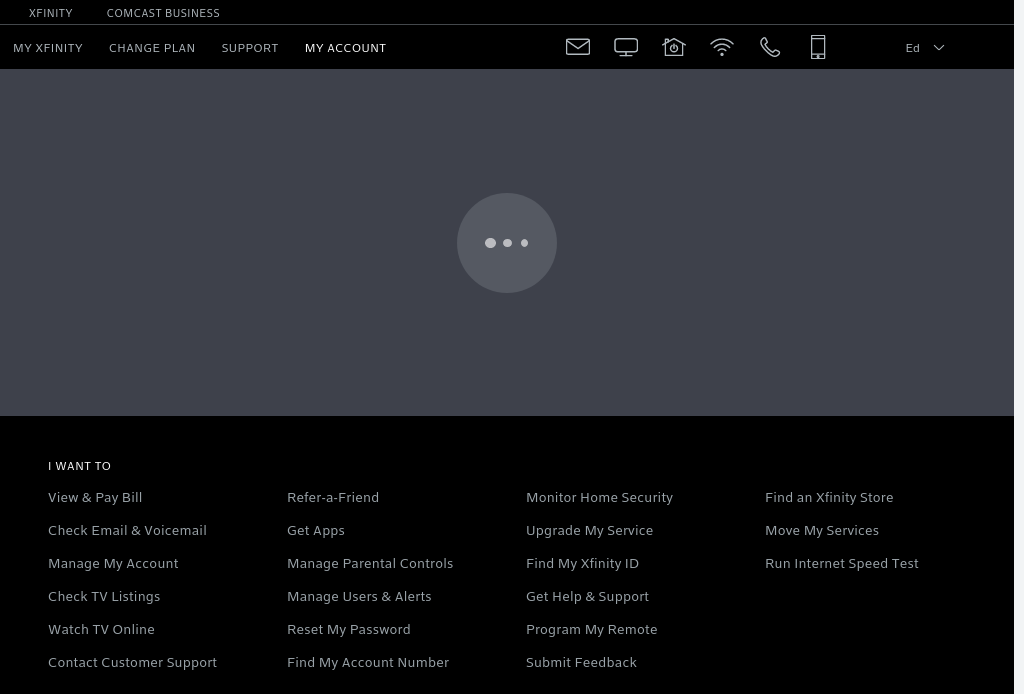 XFINITY COMCAST BUSINESS
MY XFINITY CHANGE PLAN SUPPORT MY ACCOUNT Ed
I WANT TO
View & Pay Bill Refer-a-Friend Monitor Home Security Find an Xfinity Store
Check Email & Voicemail Get Apps Upgrade My Service Move My Services
Manage My Account Manage Parental Controls Find My Xfinity ID Run Internet Speed Test
Check TV Listings Manage Users & Alerts Get Help & Support
Watch TV Online Reset My Password Program My Remote
Contact Customer Support Find My Account Number Submit Feedback